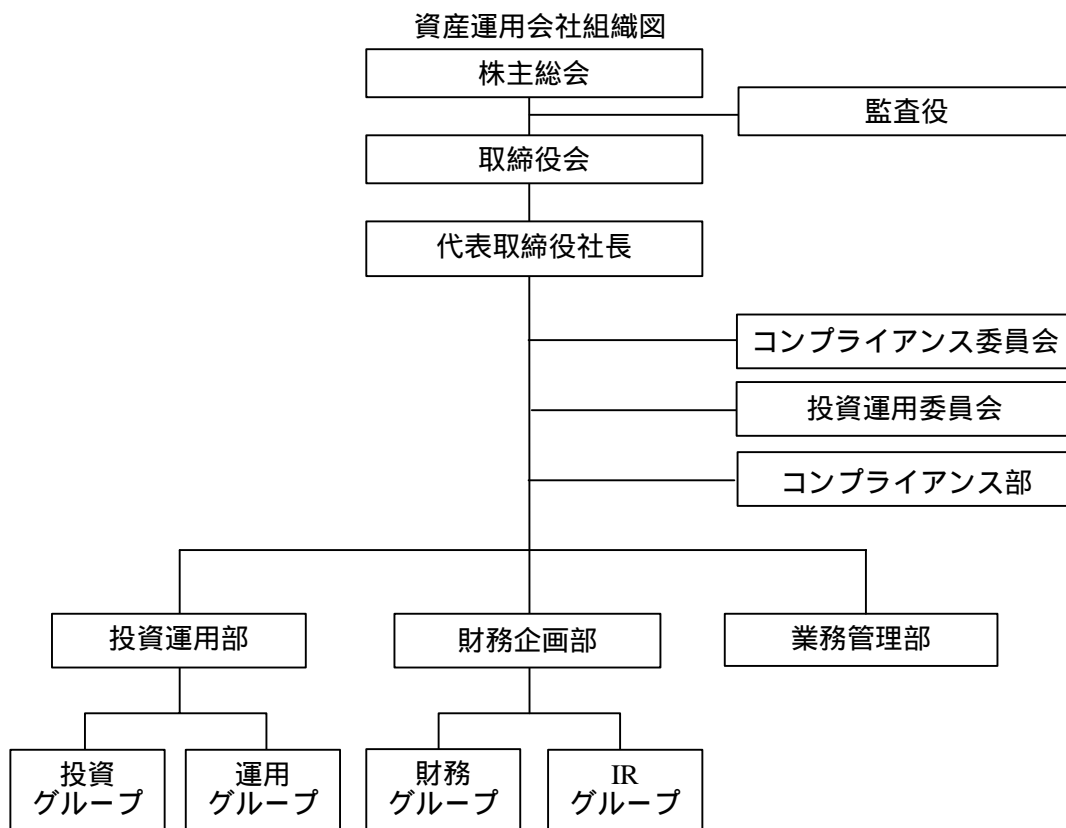 資産運用会社組織図
株主総会
監査役
取締役会
代表取締役社長
コンプライアンス委員会
投資運用委員会
コンプライアンス部
投資運用部
財務企画部
業務管理部
投資
グループ
運用
グループ
財務
グループ
IR
グループ